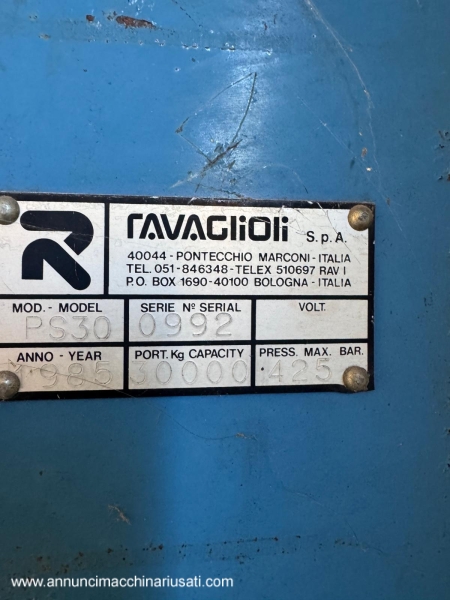 RAVAGLIOLI S.p.A.
40044 - PONTECCHIO MARCONI - ITALIA
TEL. 051-846348-TELEX 510697 RAV I
P.O. BOX 1690-40100 BOLOGNA - ITALIA
MOD. - MODEL SERIE Nº SERIAL VOLT.
PS30 0992
ANNO - YEAR PORT. Kg CAPACITY PRESS. MAX. BAR.
1985 30000 425
www.annuncimacchinariusati.com